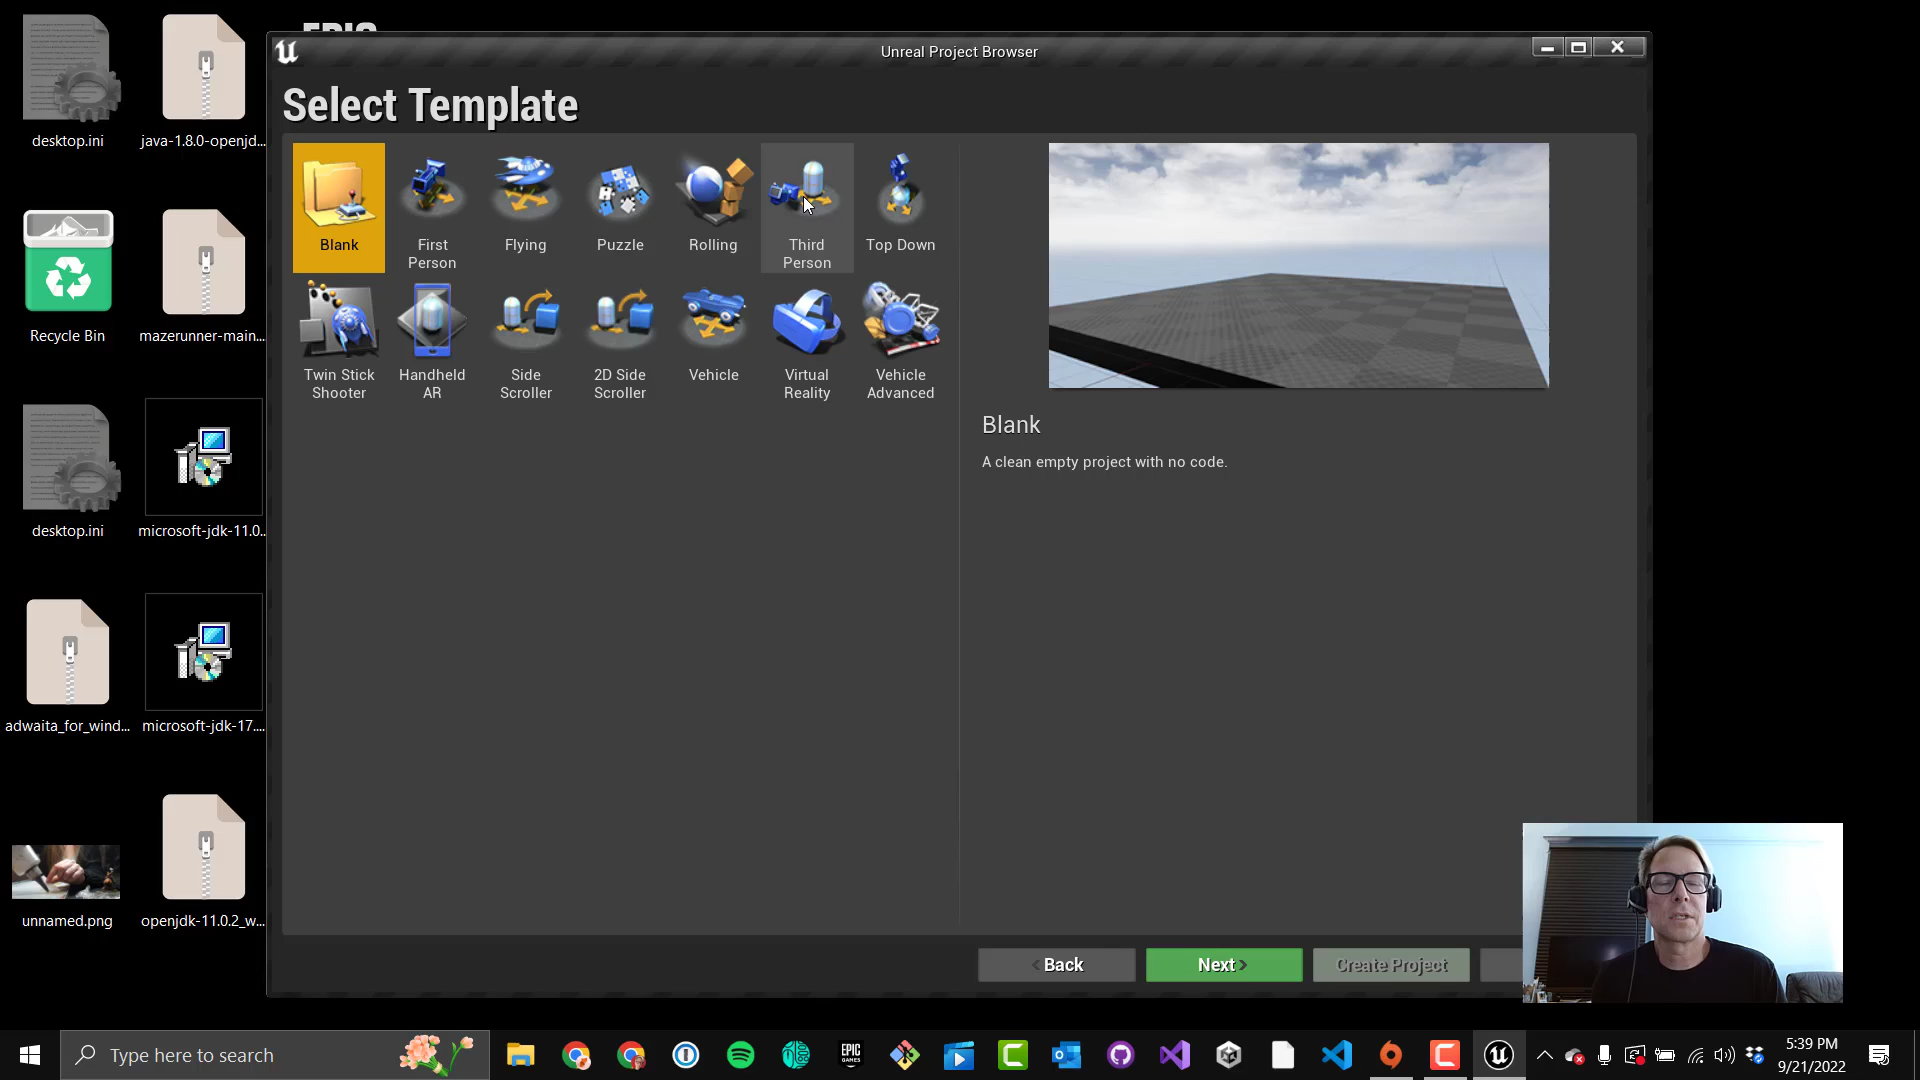 EPIC
Unreal Project Browser
Select Template
Blank
First
Person
Flying
Puzzle
Rolling
Third
Person
Top Down
Twin Stick
Shooter
Handheld
AR
Side
Scroller
2D Side
Scroller
Vehicle
Virtual
Reality
Vehicle
Advanced
Blank
A clean empty project with no code.
< Back
Next >
Create Project
desktop.ini
java-1.8.0-openjd...
Recycle Bin
mazerunner-main...
desktop.ini
microsoft-jdk-11.0...
adwaita_for_wind...
microsoft-jdk-17....
unnamed.png
openjdk-11.0.2_w...
Type here to search
EPIC
GAMES
5:39 PM
9/21/2022